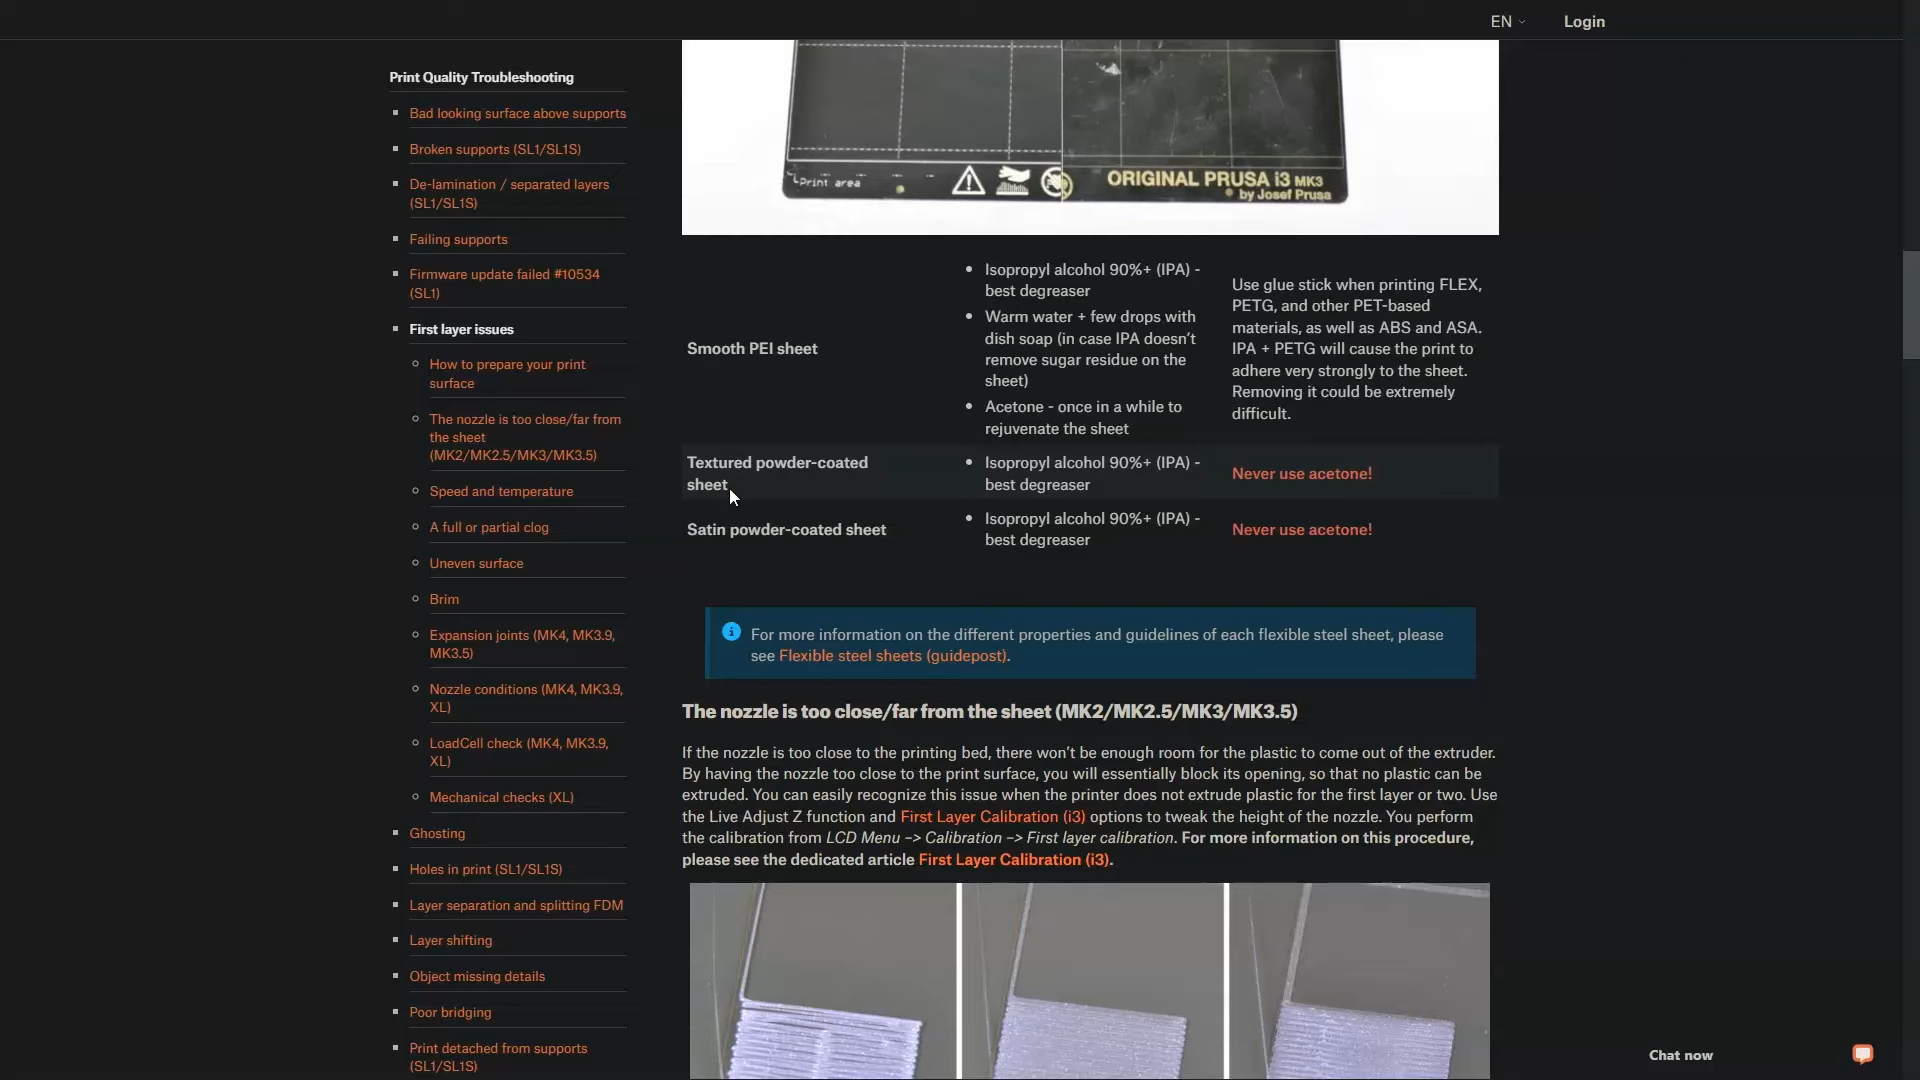 EN
Login
Print Quality Troubleshooting
Bad looking surface above supports
Broken supports (SL1/SL1S)
De-lamination / separated layers
(SL1/SL1S)
Failing supports
Firmware update failed #10534
(SL1)
First layer issues
How to prepare your print
surface
The nozzle is too close/far from
the sheet
(MK2/MK2.5/MK3/MK3.5)
Speed and temperature
A full or partial clog
Uneven surface
Brim
Expansion joints (MK4, MK3.9,
MK3.5)
Nozzle conditions (MK4, MK3.9,
XL)
LoadCell check (MK4, MK3.9,
XL)
Mechanical checks (XL)
Ghosting
Holes in print (SL1/SL1S)
Layer separation and splitting FDM
Layer shifting
Object missing details
Poor bridging
Print detached from supports
(SL1/SL1S)
Print area
ORIGINAL PRUSA i3 MK3
by Josef Prusa
Smooth PEI sheet
Isopropyl alcohol 90%+ (IPA) -
best degreaser
Warm water + few drops with
dish soap (in case IPA doesn't
remove sugar residue on the
sheet)
Acetone - once in a while to
rejuvenate the sheet
Use glue stick when printing FLEX,
PETG, and other PET-based
materials, as well as ABS and ASA.
IPA + PETG will cause the print to
adhere very strongly to the sheet.
Removing it could be extremely
difficult.
Textured powder-coated
sheet
Isopropyl alcohol 90%+ (IPA) -
best degreaser
Never use acetone!
Satin powder-coated sheet
Isopropyl alcohol 90%+ (IPA) -
best degreaser
Never use acetone!
For more information on the different properties and guidelines of each flexible steel sheet, please
see Flexible steel sheets (guidepost).
The nozzle is too close/far from the sheet (MK2/MK2.5/MK3/MK3.5)
If the nozzle is too close to the printing bed, there won't be enough room for the plastic to come out of the extruder.
By having the nozzle too close to the print surface, you will essentially block its opening, so that no plastic can be
extruded. You can easily recognize this issue when the printer does not extrude plastic for the first layer or two. Use
the Live Adjust Z function and First Layer Calibration (i3) options to tweak the height of the nozzle. You perform
the calibration from LCD Menu –> Calibration –> First layer calibration. For more information on this procedure,
please see the dedicated article First Layer Calibration (i3).
Chat now